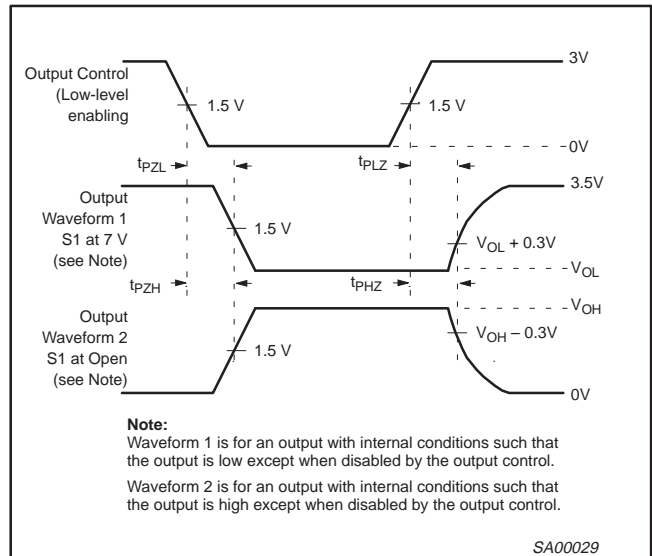 Output Control
(Low-level
enabling
1.5 V
1.5 V
3V
0V
tPZL
tPLZ
Output
Waveform 1
S1 at 7 V
(see Note)
1.5 V
3.5V
VOL + 0.3V
VOL
tPZH
tPHZ
Output
Waveform 2
S1 at Open
(see Note)
1.5 V
VOH
VOH – 0.3V
0V
Note:
Waveform 1 is for an output with internal conditions such that
the output is low except when disabled by the output control.
Waveform 2 is for an output with internal conditions such that
the output is high except when disabled by the output control.
SA00029